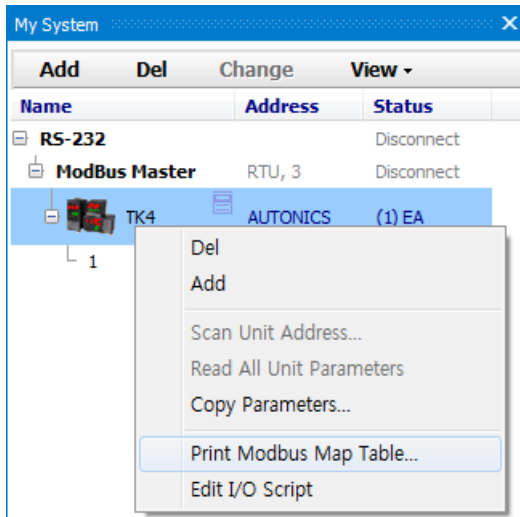 My System
Add Del Change View
Name Address Status
RS-232 Disconnect
ModBus Master RTU, 3 Disconnect
TK4 AUTONICS (1) EA
1
Del
Add
Scan Unit Address...
Read All Unit Parameters
Copy Parameters...
Print Modbus Map Table...
Edit I/O Script